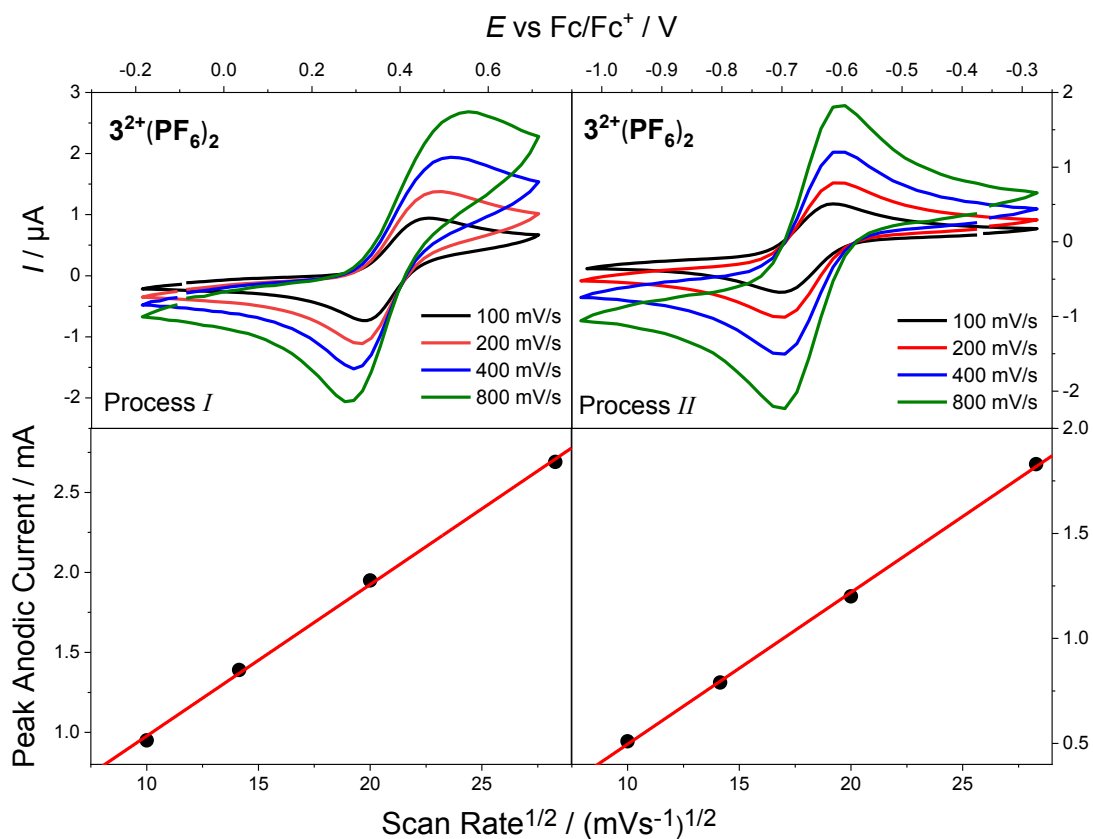 E vs Fc/Fc⁺ / V
-0.2 0.0 0.2 0.4 0.6 -1.0 -0.9 -0.8 -0.7 -0.6 -0.5 -0.4 -0.3
3 2
3²⁺(PF₆)₂ 3²⁺(PF₆)₂
2 1
1 0
0 -1
-1 -2
-2
I / µA
100 mV/s
200 mV/s
400 mV/s
800 mV/s
Process I
100 mV/s
200 mV/s
400 mV/s
800 mV/s
Process II
Peak Anodic Current / mA
2.5
2.0
1.5
1.0
2.0
1.5
1.0
0.5
10 15 20 25 10 15 20 25
Scan Rate¹ᐟ² / (mVs⁻¹)¹ᐟ²